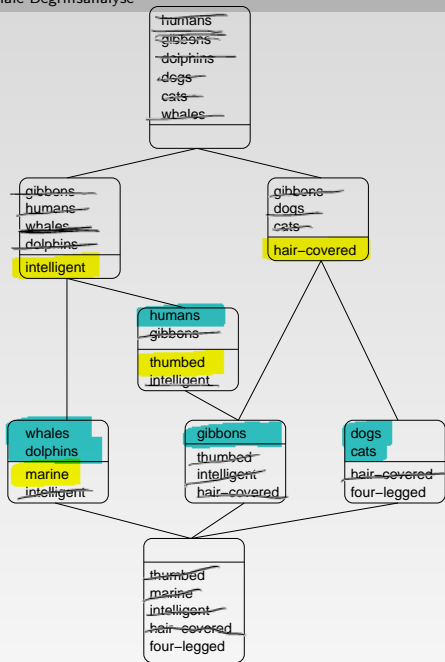 humans
gibbons
dolphins
dogs
cats
whales
gibbons
humans
whales
dolphins
intelligent
gibbons
dogs
cats
hair-covered
humans
gibbons
thumbed
intelligent
whales
dolphins
marine
intelligent
gibbons
thumbed
intelligent
hair-covered
dogs
cats
hair-covered
four-legged
thumbed
marine
intelligent
hair-covered
four-legged